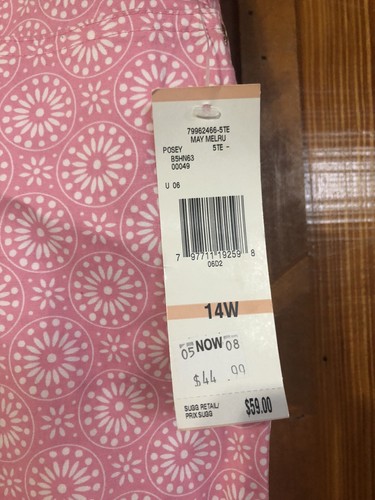 79962466-5TE
MAY MELRU
POSEY 5TE -
B5HN63
00049
U 06
7 97711 19259 8
0602
14W
05 NOW 08
$44 .99
SUGG RETAIL/
PRIX SUGG $59.00